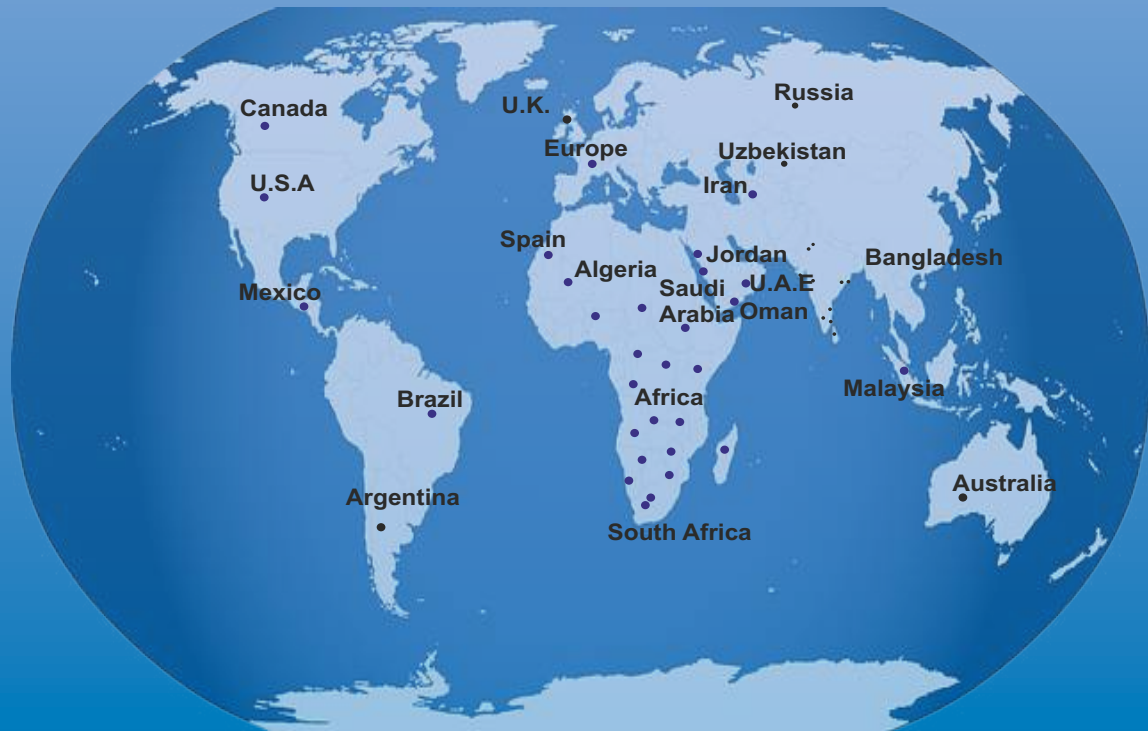 Canada
U.K.
Russia
Europe
Uzbekistan
U.S.A
Iran
Spain
Algeria
Jordan
Bangladesh
Saudi
Arabia
U.A.E
Oman
Mexico
Malaysia
Brazil
Africa
Argentina
Australia
South Africa